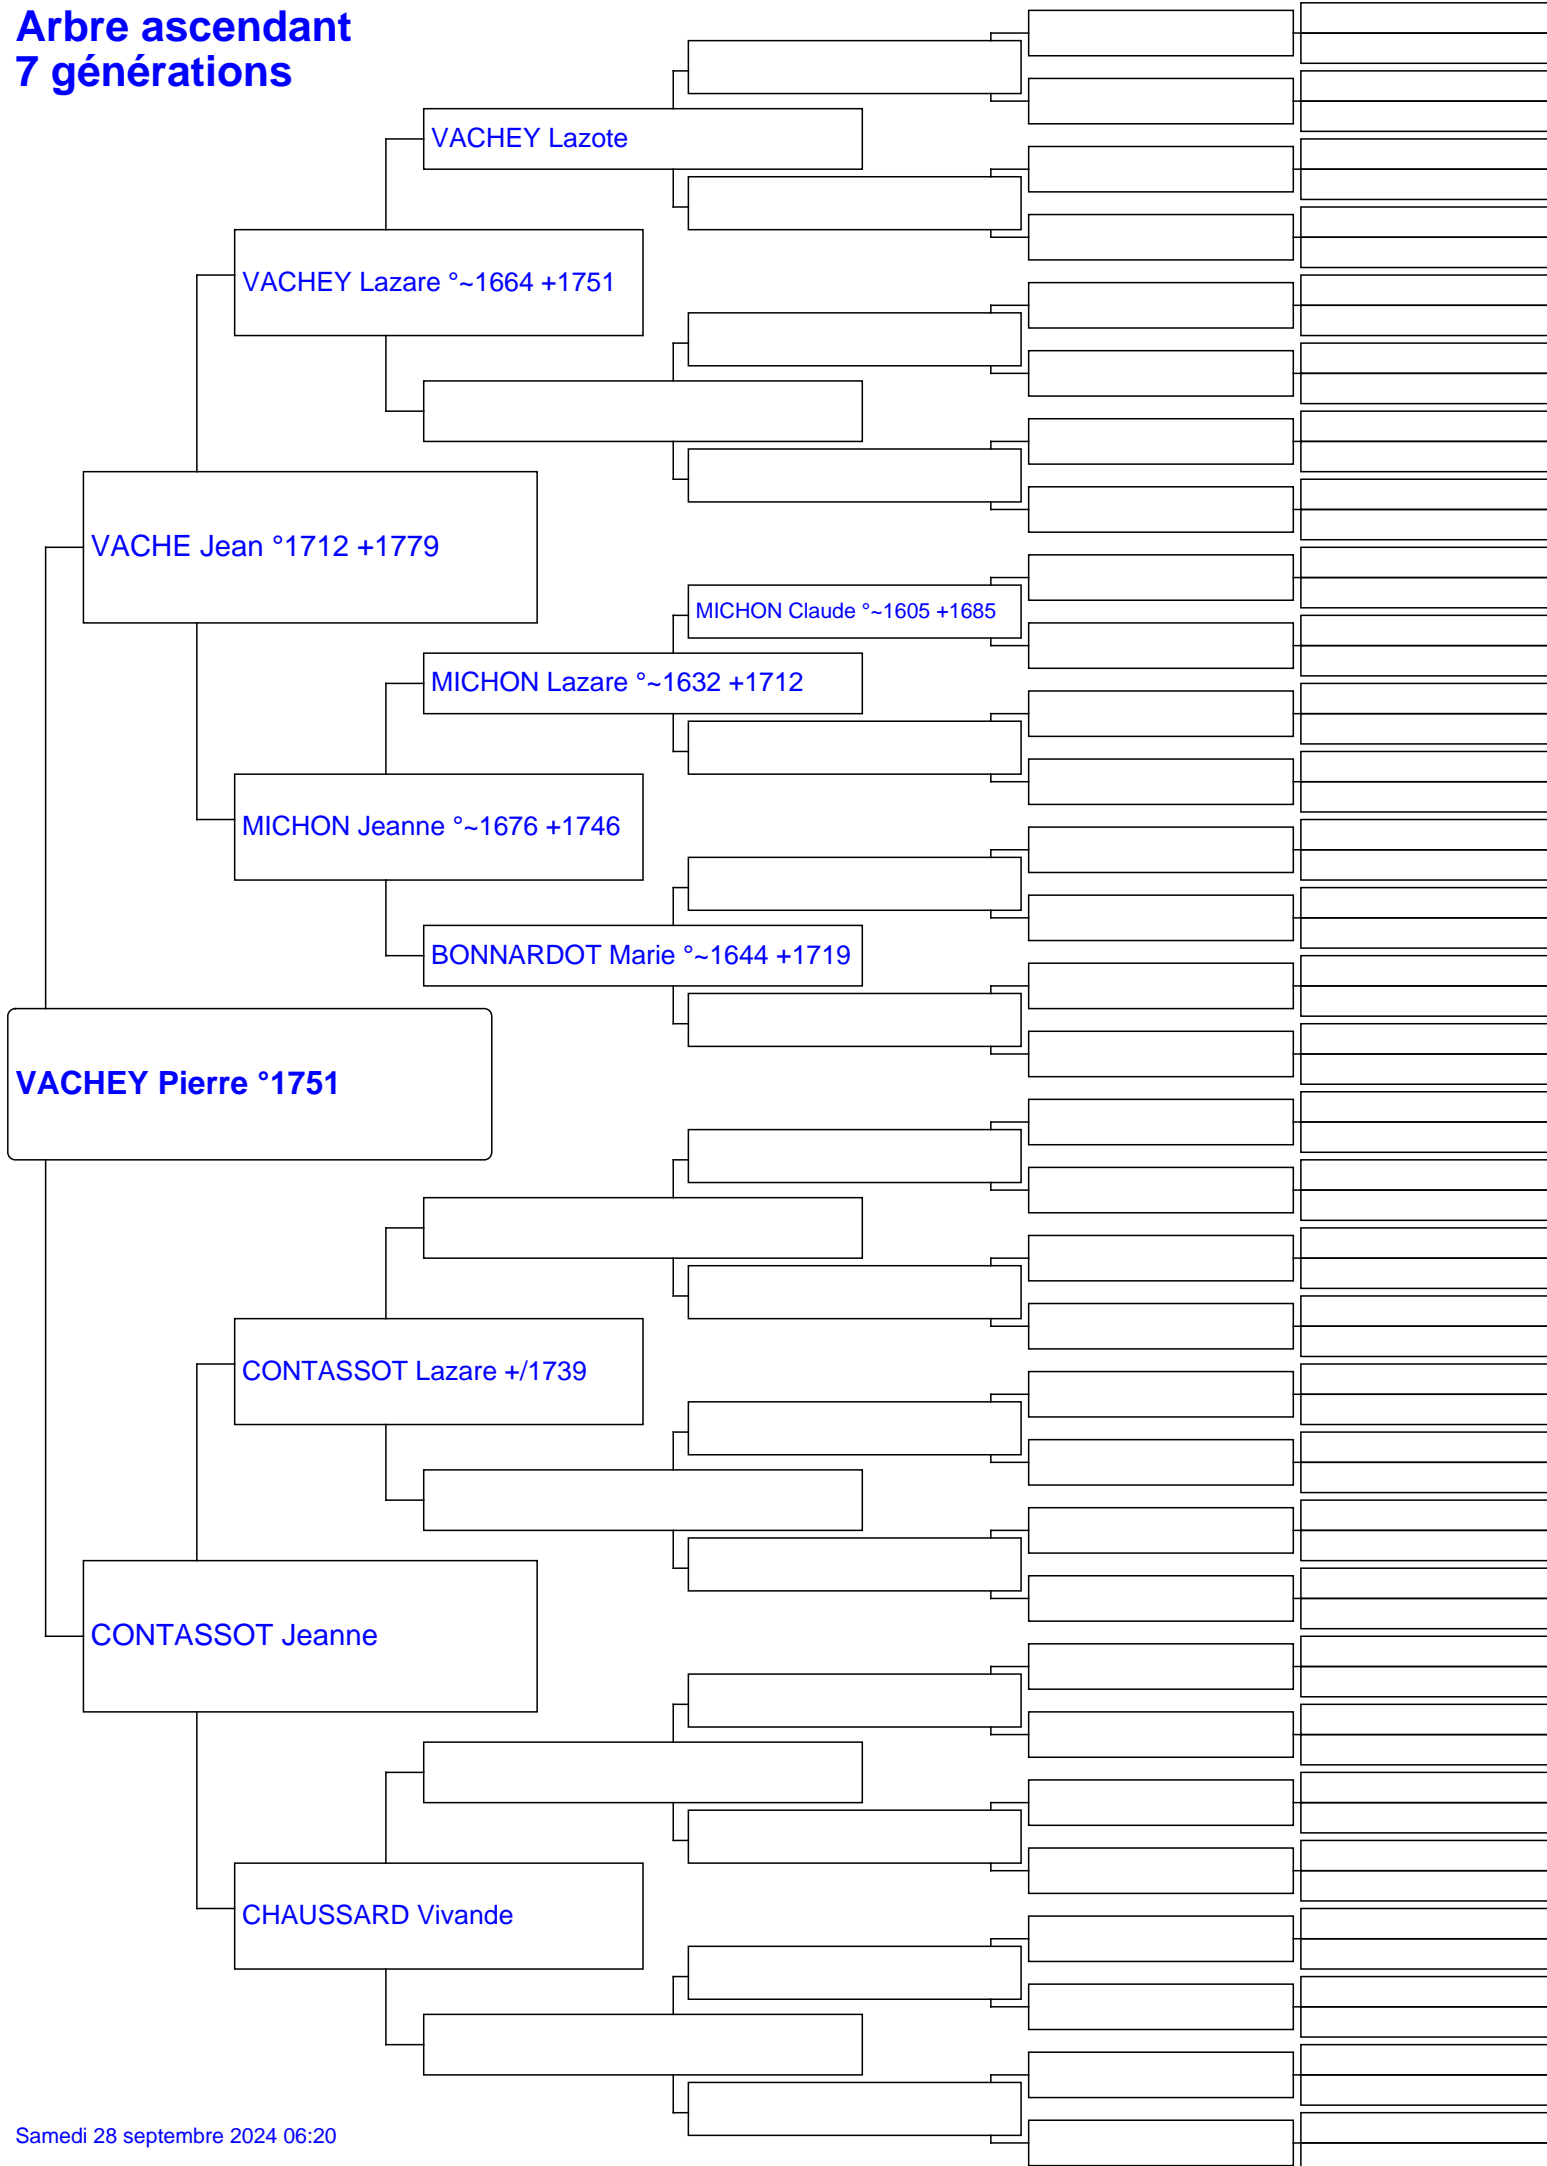 Arbre ascendant
7 générations
VACHEY Lazote
VACHEY Lazare °~1664 +1751
VACHE Jean °1712 +1779
MICHON Claude °~1605 +1685
MICHON Lazare °~1632 +1712
MICHON Jeanne °~1676 +1746
BONNARDOT Marie °~1644 +1719
VACHEY Pierre °1751
CONTASSOT Lazare +/1739
CONTASSOT Jeanne
CHAUSSARD Vivande
Samedi 28 septembre 2024 06:20